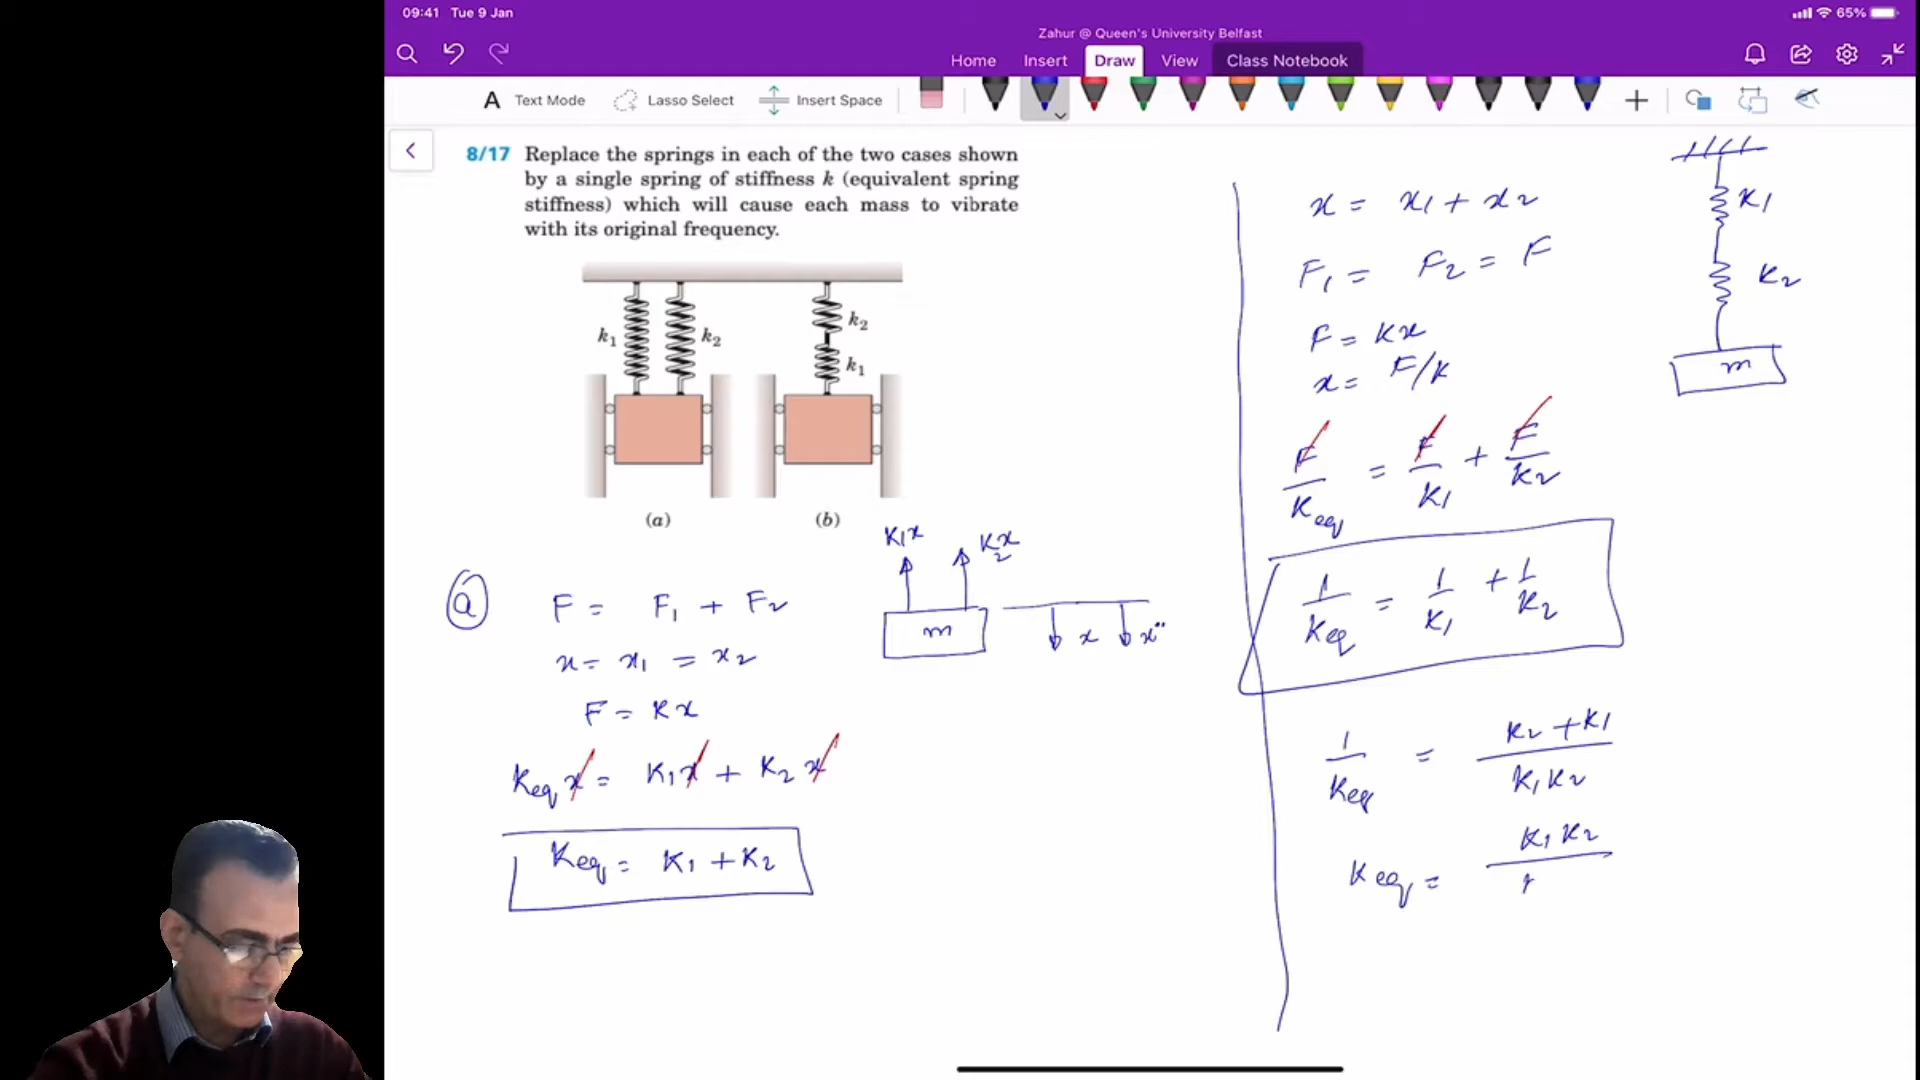 09:41 Tue 9 Jan
65%
Zahur @ Queen's University Belfast
Home Insert Draw View Class Notebook
A Text Mode Lasso Select Insert Space
8/17 Replace the springs in each of the two cases shown
by a single spring of stiffness k (equivalent spring
stiffness) which will cause each mass to vibrate
with its original frequency.
k1 k2 k2
k1
(a) (b)
K1x K2x
m x x''
a
F = F1 + F2
x = x1 = x2
F = Kx
Keq x = K1x + K2x
Keq = K1 + K2
x = x1 + x2
F1 = F2 = F
F = Kx
x = F/K
F/Keq = F/K1 + F/K2
1/Keq = 1/K1 + 1/K2
1/Keq = K2 + K1 / K1K2
Keq = K1 K2
K1
K2
m